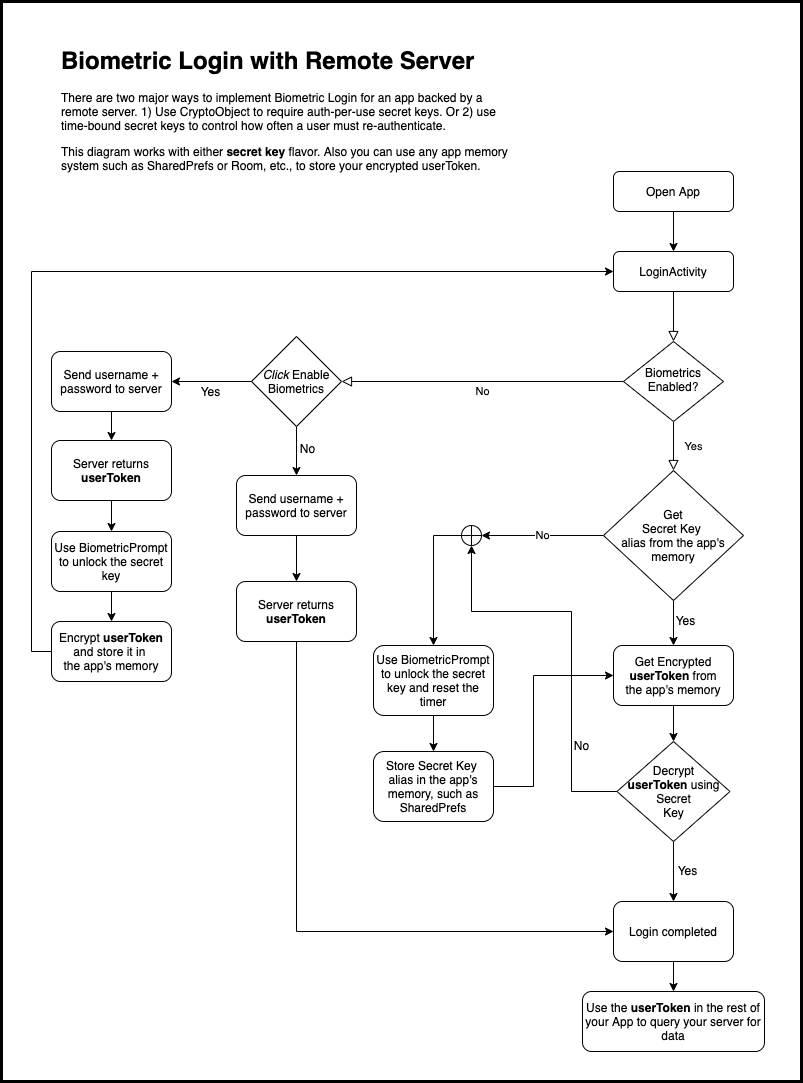 Biometric Login with Remote Server
There are two major ways to implement Biometric Login for an app backed by a
remote server. 1) Use CryptoObject to require auth-per-use secret keys. Or 2) use
time-bound secret keys to control how often a user must re-authenticate.
This diagram works with either secret key flavor. Also you can use any app memory
system such as SharedPrefs or Room, etc., to store your encrypted userToken.
Open App
LoginActivity
Biometrics
Enabled?
No
Click Enable
Biometrics
Yes
Send username +
password to server
Server returns
userToken
Use BiometricPrompt
to unlock the secret
key
Encrypt userToken
and store it in
the app's memory
No
Send username +
password to server
Server returns
userToken
Yes
Get
Secret Key
alias from the app's
memory
No
Use BiometricPrompt
to unlock the secret
key and reset the
timer
Store Secret Key
alias in the app's
memory, such as
SharedPrefs
Yes
Get Encrypted
userToken from
the app's memory
No
Decrypt
userToken using
Secret
Key
Yes
Login completed
Use the userToken in the rest of
your App to query your server for
data